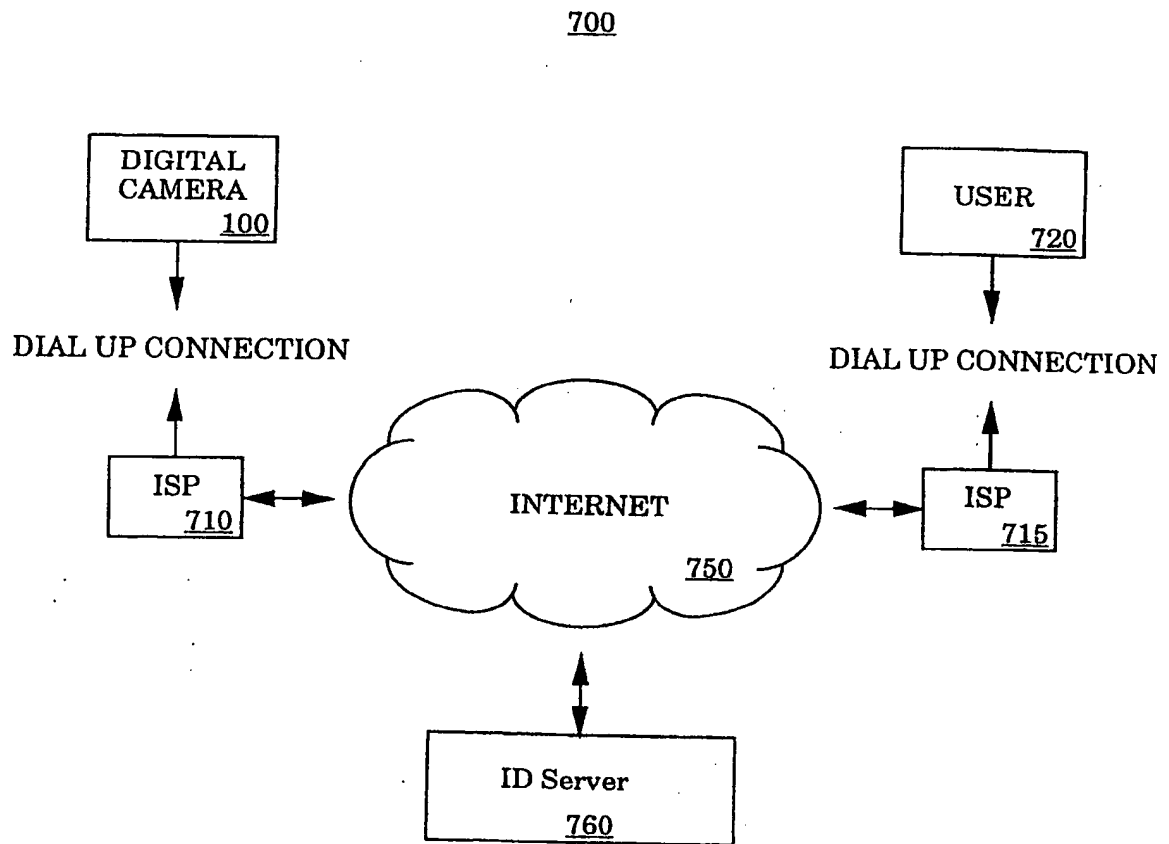 700
DIGITAL
CAMERA
100
USER
720
DIAL UP CONNECTION
DIAL UP CONNECTION
ISP
710
INTERNET
750
ISP
715
ID Server
760